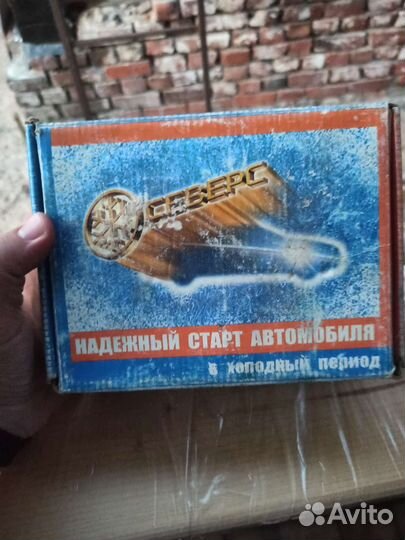 СЕВЕРС
НАДЕЖНЫЙ СТАРТ АВТОМОБИЛЯ
в холодный период
Avito